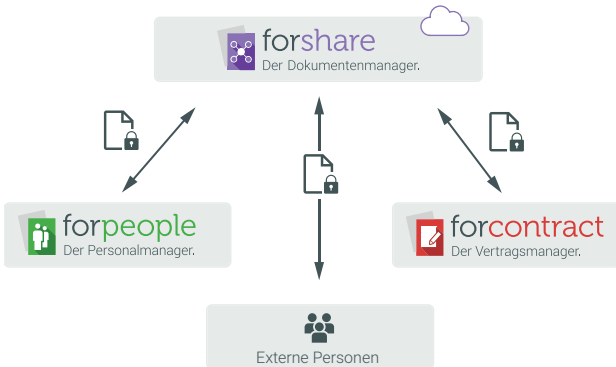 forshare
Der Dokumentenmanager.
forpeople
Der Personalmanager.
forcontract
Der Vertragsmanager.
Externe Personen